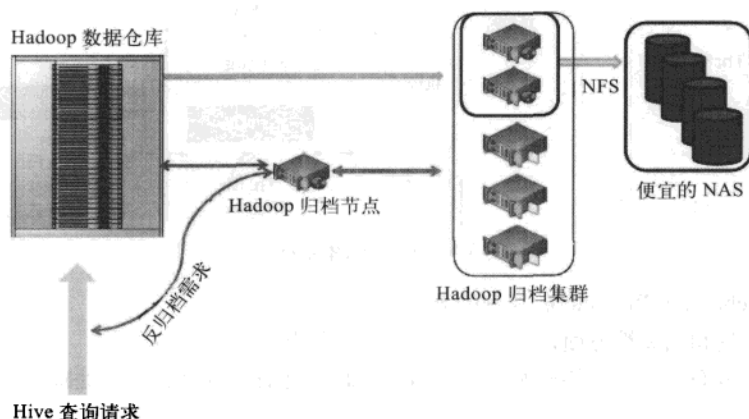 Hadoop 数据仓库
NFS
便宜的 NAS
Hadoop 归档节点
Hadoop 归档集群
反归档需求
Hive 查询请求